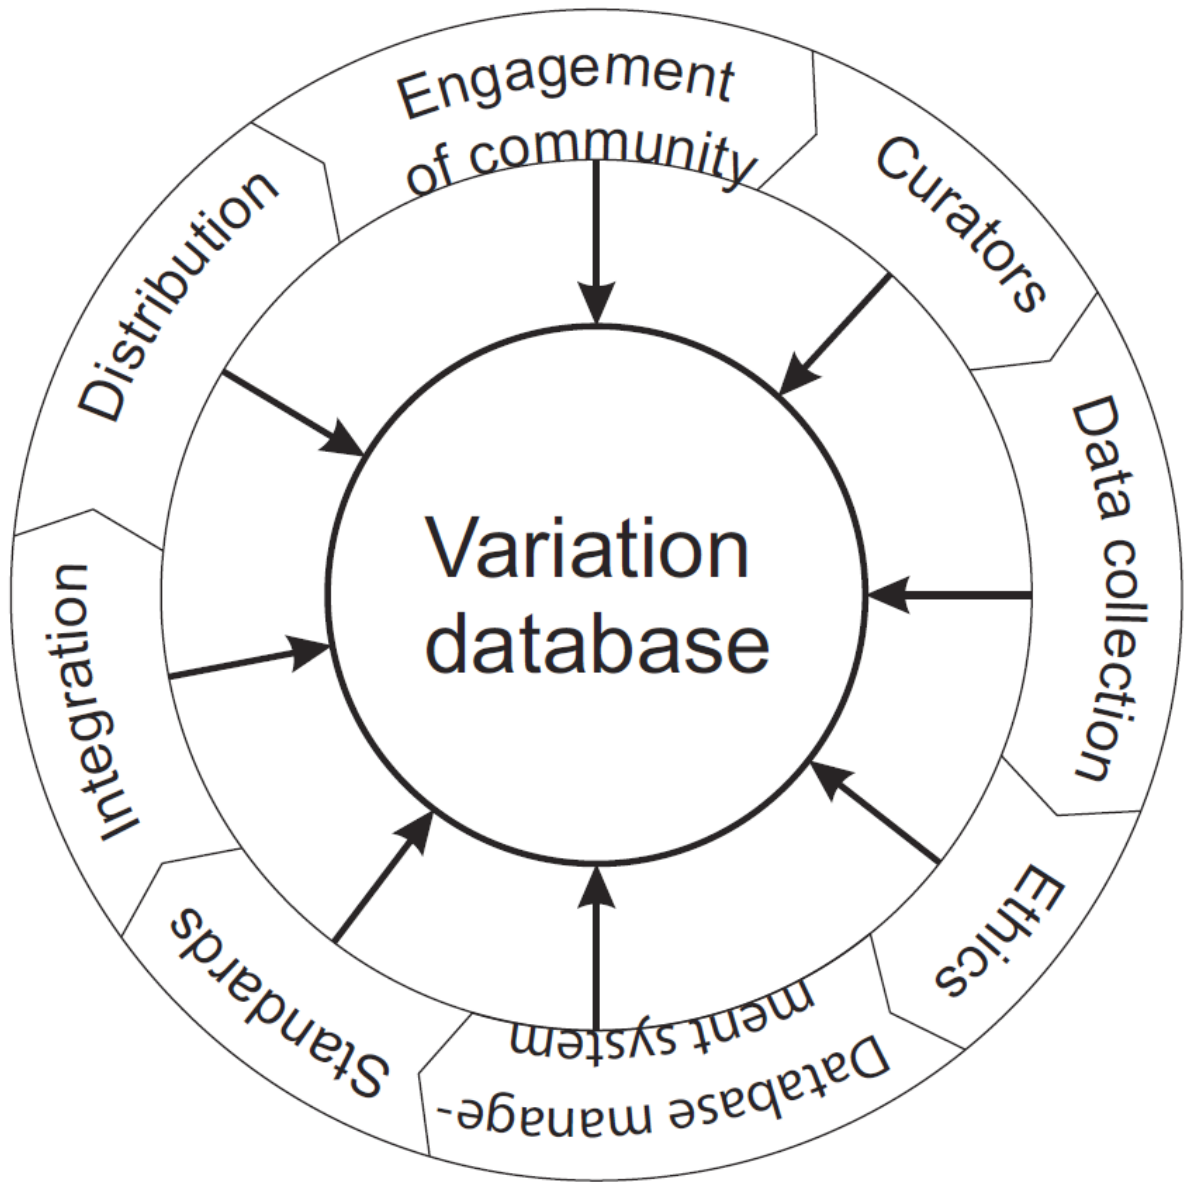 Engagement
of community
Curators
Data collection
Ethics
Database manage-
ment system
Standards
Integration
Distribution
Variation
database